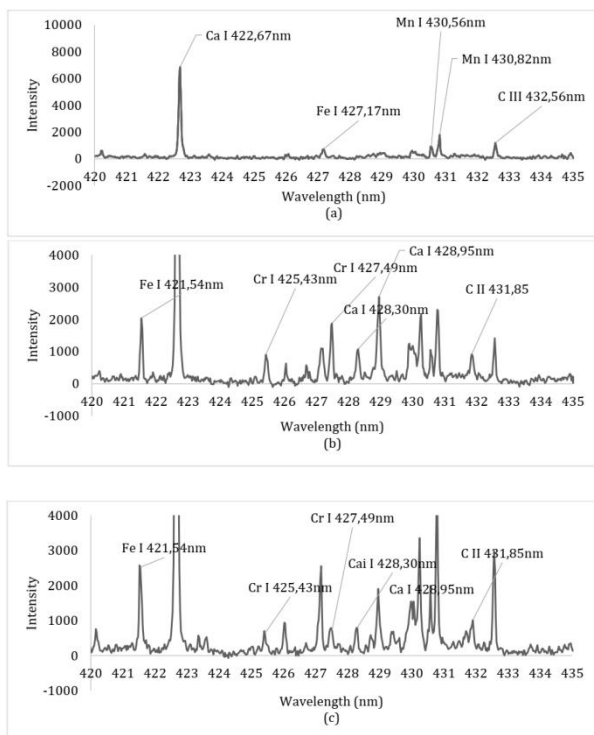 10000
Ca I 422,67nm
Mn I 430,56nm
8000
Mn I 430,82nm
6000
Intensity
4000
Fe I 427,17nm
C III 432,56nm
2000
0
420 421 422 423 424 425 426 427 428 429 430 431 432 433 434 435
-2000
Wavelength (nm)
(a)
Ca I 428,95nm
4000
Cr I 427,49nm
Fe I 421,54nm
Cr I 425,43nm
3000
C II 431,85
Ca I 428,30nm
2000
Intensity
1000
0
420 421 422 423 424 425 426 427 428 429 430 431 432 433 434 435
-1000
Wavelength (nm)
(b)
4000
Cr I 427,49nm
Fe I 421,54nm
3000
Cai I 428,30nm
C II 431,85nm
Cr I 425,43nm
Ca I 428,95nm
2000
Intensity
1000
0
420 421 422 423 424 425 426 427 428 429 430 431 432 433 434 435
-1000
Wavelength (nm)
(c)